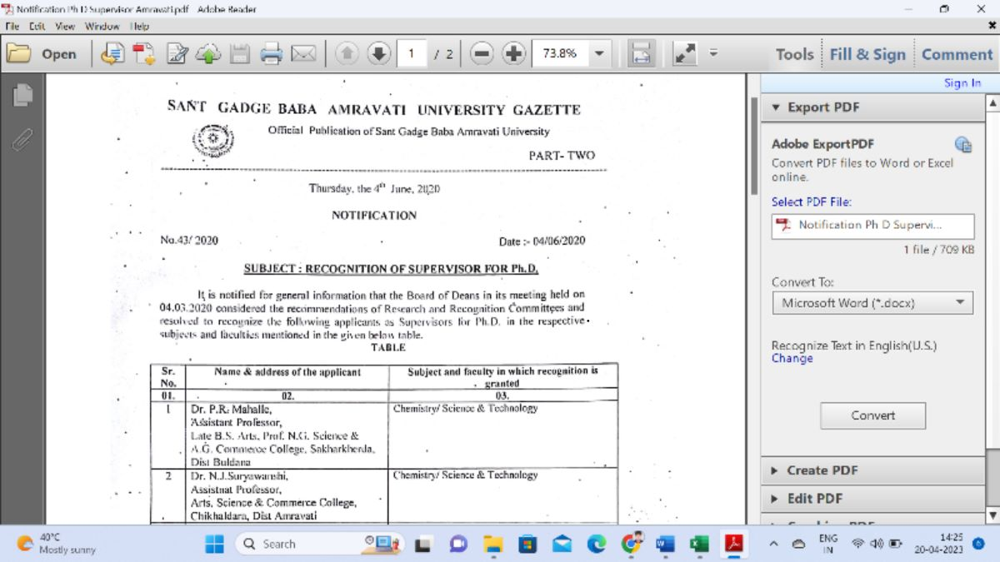 Notification Ph D Supervisor Amravati.pdf - Adobe Reader
File Edit View Window Help
Open
1 / 2
73.8%
Tools Fill & Sign Comment
Sign In
SANT GADGE BABA AMRAVATI UNIVERSITY GAZETTE
Official Publication of Sant Gadge Baba Amravati University
PART- TWO
Thursday, the 4th June, 2020
NOTIFICATION
No.43/ 2020 Date :- 04/06/2020
SUBJECT : RECOGNITION OF SUPERVISOR FOR Ph.D.
It is notified for general information that the Board of Deans in its meeting held on
04.03.2020 considered the recommendations of Research and Recognition Committees and
resolved to recognize the following applicants as Supervisors for Ph.D. in the respective
subjects and faculties mentioned in the given below table.
TABLE
Sr. No. Name & address of the applicant Subject and faculty in which recognition is granted
01. 02. 03.
1 Dr. P.R. Mahalle, Chemistry/ Science & Technology
Assistant Professor,
Late B.S. Arts, Prof. N.G. Science &
A.G. Commerce College, Sakharkherda,
Dist Buldana
2 Dr. N.J.Suryawanshi, Chemistry/ Science & Technology
Assistnat Professor,
Arts, Science & Commerce College,
Chikhaldara, Dist Amravati
Export PDF
Adobe ExportPDF
Convert PDF files to Word or Excel
online.
Select PDF File:
Notification Ph D Supervi...
1 file / 709 KB
Convert To:
Microsoft Word (*.docx)
Recognize Text in English(U.S.)
Change
Convert
Create PDF
Edit PDF
40°C
Mostly sunny
Search
ENG
IN
14:25
20-04-2023